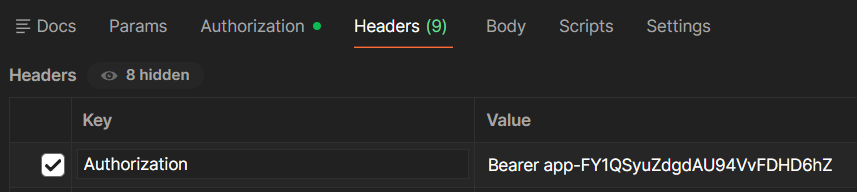 Docs Params Authorization Headers (9) Body Scripts Settings
Headers 8 hidden
Key Value
Authorization Bearer app-FY1QSyuZdgdAU94VvFDHD6hZ